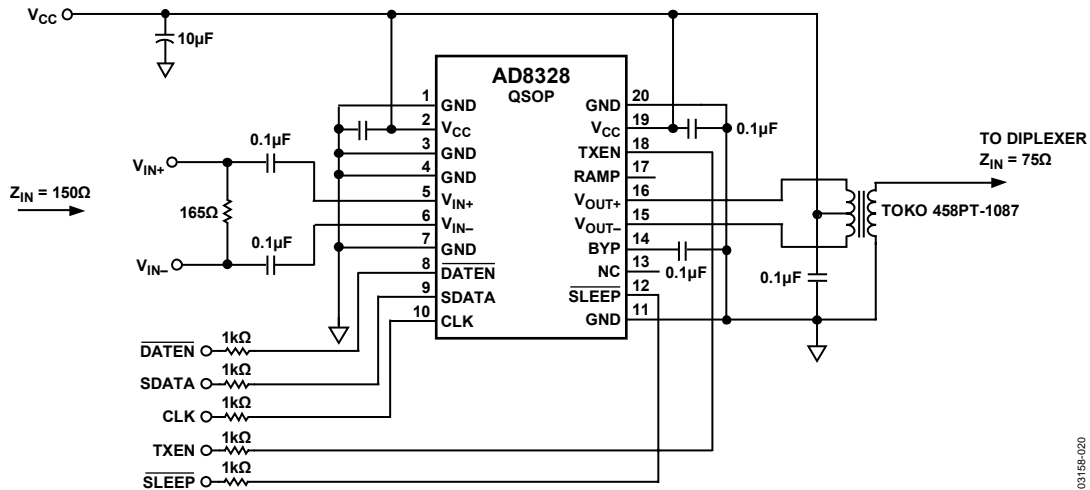 VCC
10µF
AD8328
QSOP
1 GND
2 VCC
3 GND
4 GND
5 VIN+
6 VIN–
7 GND
8 DATEN
9 SDATA
10 CLK
GND 20
VCC 19
TXEN 18
RAMP 17
VOUT+ 16
VOUT– 15
BYP 14
NC 13
SLEEP 12
GND 11
0.1µF
0.1µF
VIN+
ZIN = 150Ω
165Ω
0.1µF
VIN–
0.1µF
TO DIPLEXER
ZIN = 75Ω
TOKO 458PT-1087
0.1µF
1kΩ
DATEN
1kΩ
SDATA
1kΩ
CLK
1kΩ
TXEN
1kΩ
SLEEP
03158-020